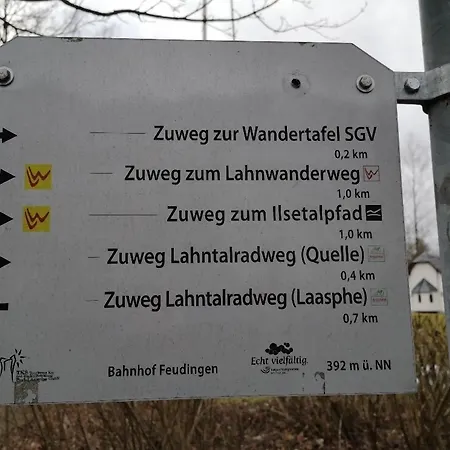 Zuweg zur Wandertafel SGV
0,2 km
Zuweg zum Lahnwanderweg
1,0 km
Zuweg zum Ilsetalpfad
1,0 km
Zuweg Lahntalradweg (Quelle)
0,4 km
Zuweg Lahntalradweg (Laasphe)
0,7 km
Echt vielfältig.
Bahnhof Feudingen
392 m ü. NN